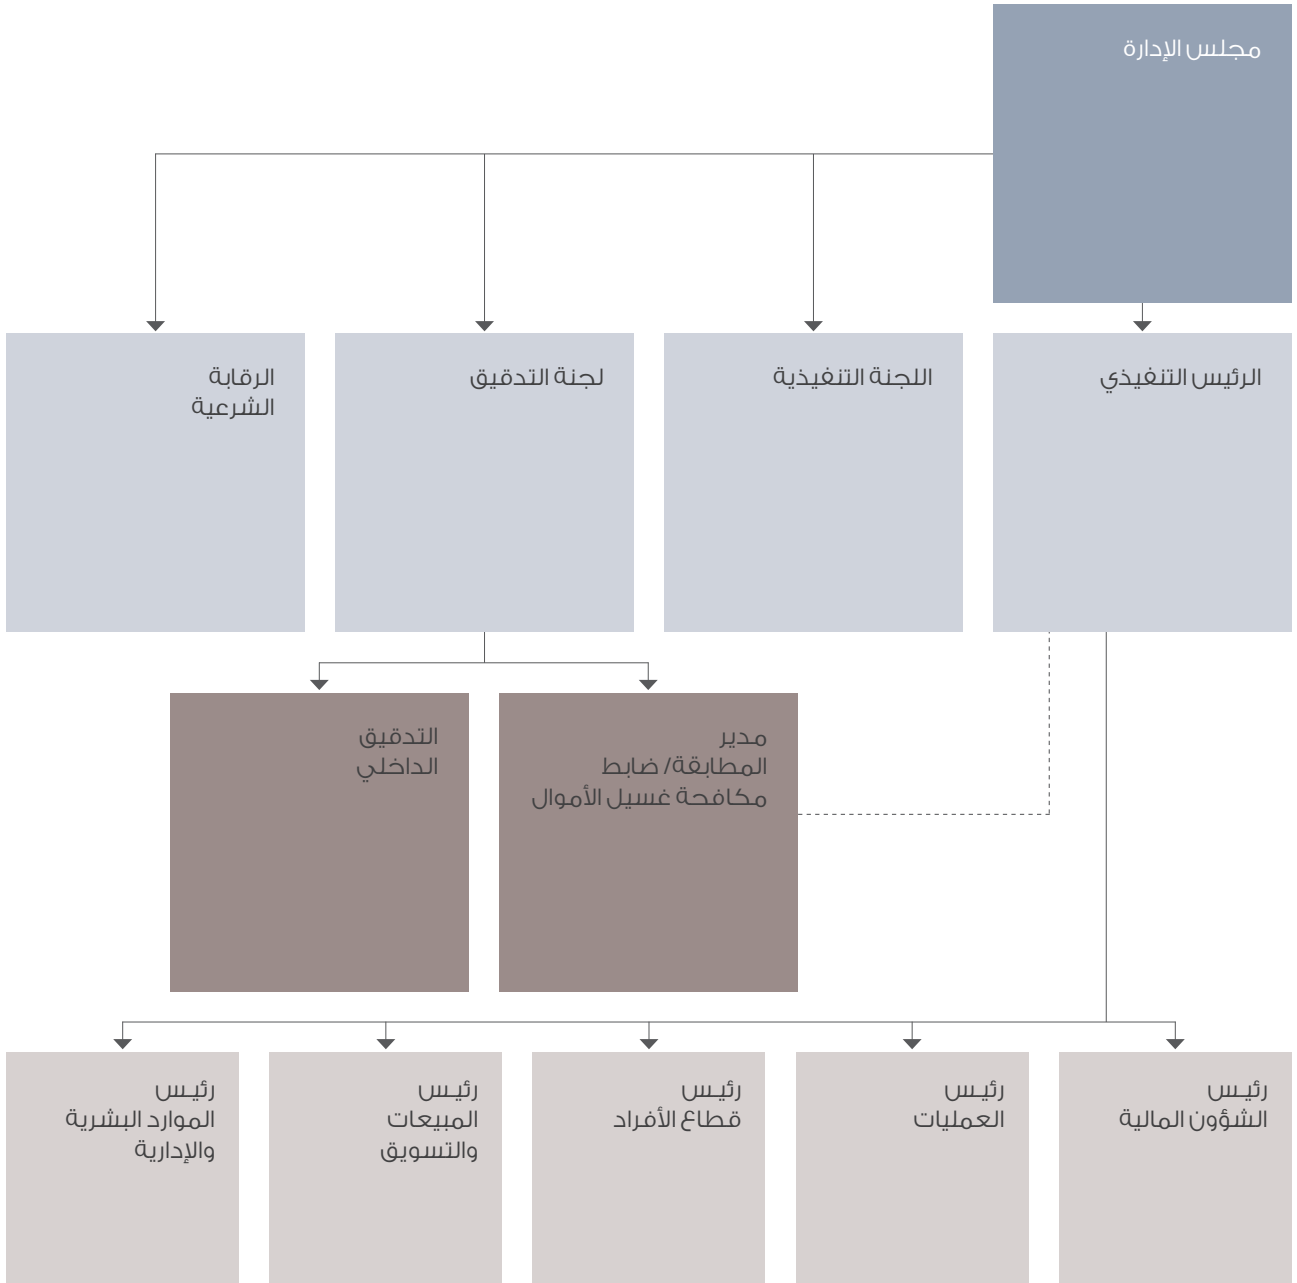 مجلس الإدارة
الرئيس التنفيذي
اللجنة التنفيذية
لجنة التدقيق
الرقابة
الشرعية
مدير
المطابقة/ ضابط
مكافحة غسيل الأموال
التدقيق
الداخلي
رئيس
الشؤون المالية
رئيس
العمليات
رئيس
قطاع الأفراد
رئيس
المبيعات
والتسويق
رئيس
الموارد البشرية
والإدارية